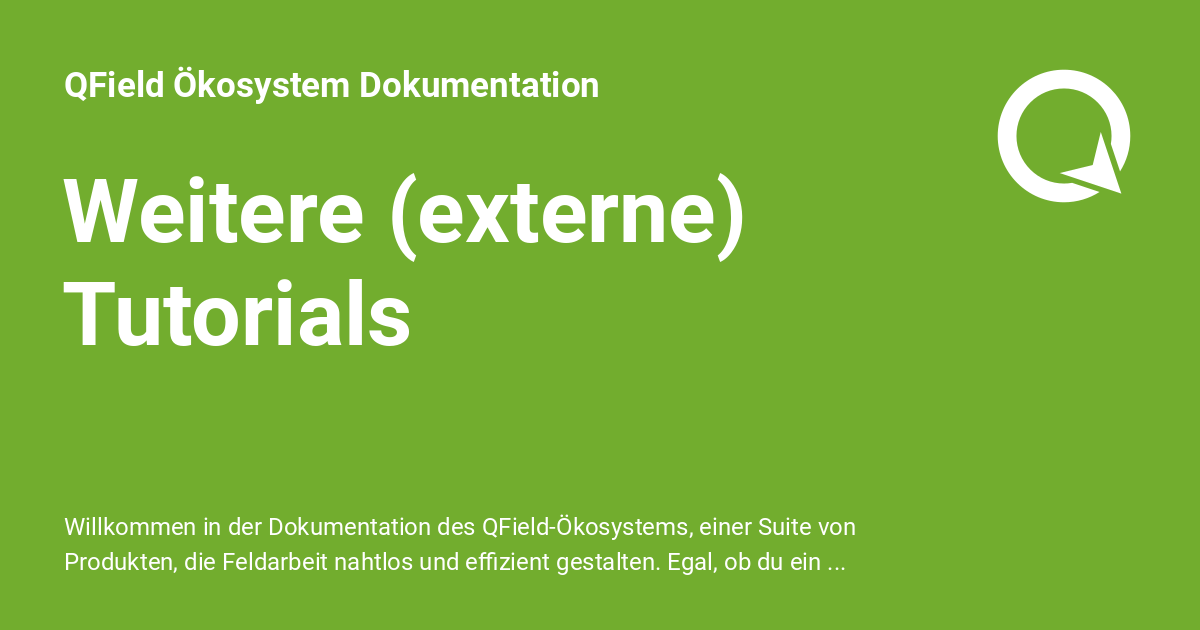 QField Ökosystem Dokumentation
Weitere (externe)
Tutorials
Willkommen in der Dokumentation des QField-Ökosystems, einer Suite von
Produkten, die Feldarbeit nahtlos und effizient gestalten. Egal, ob du ein ...